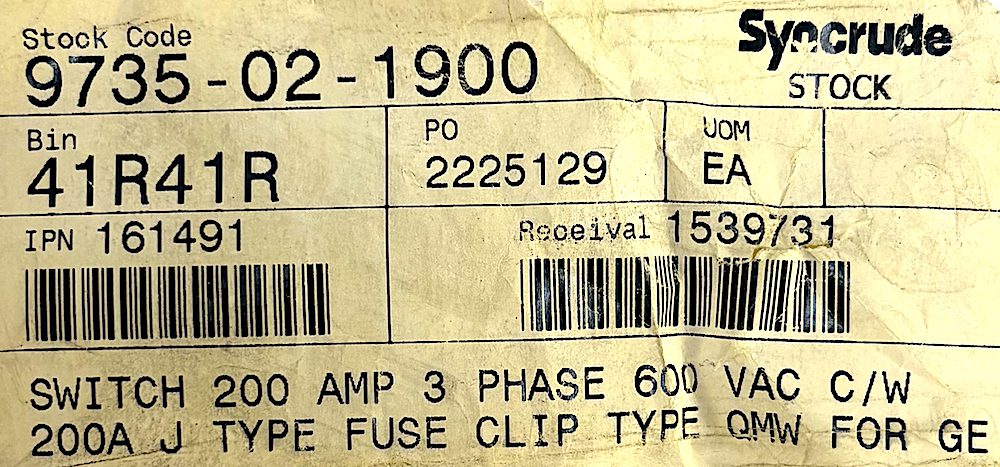 Stock Code
9735-02-1900
Syncrude
STOCK
Bin
41R41R
PO
2225129
UOM
EA
IPN 161491
Receival 1539731
SWITCH 200 AMP 3 PHASE 600 VAC C/W
200A J TYPE FUSE CLIP TYPE QMW FOR GE